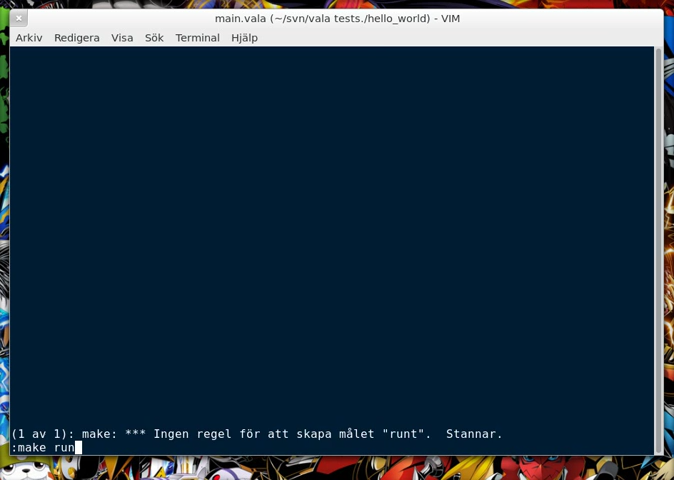 main.vala (~/svn/vala tests./hello_world) - VIM
Arkiv Redigera Visa Sök Terminal Hjälp
(1 av 1): make: *** Ingen regel för att skapa målet "runt".  Stannar.
:make run